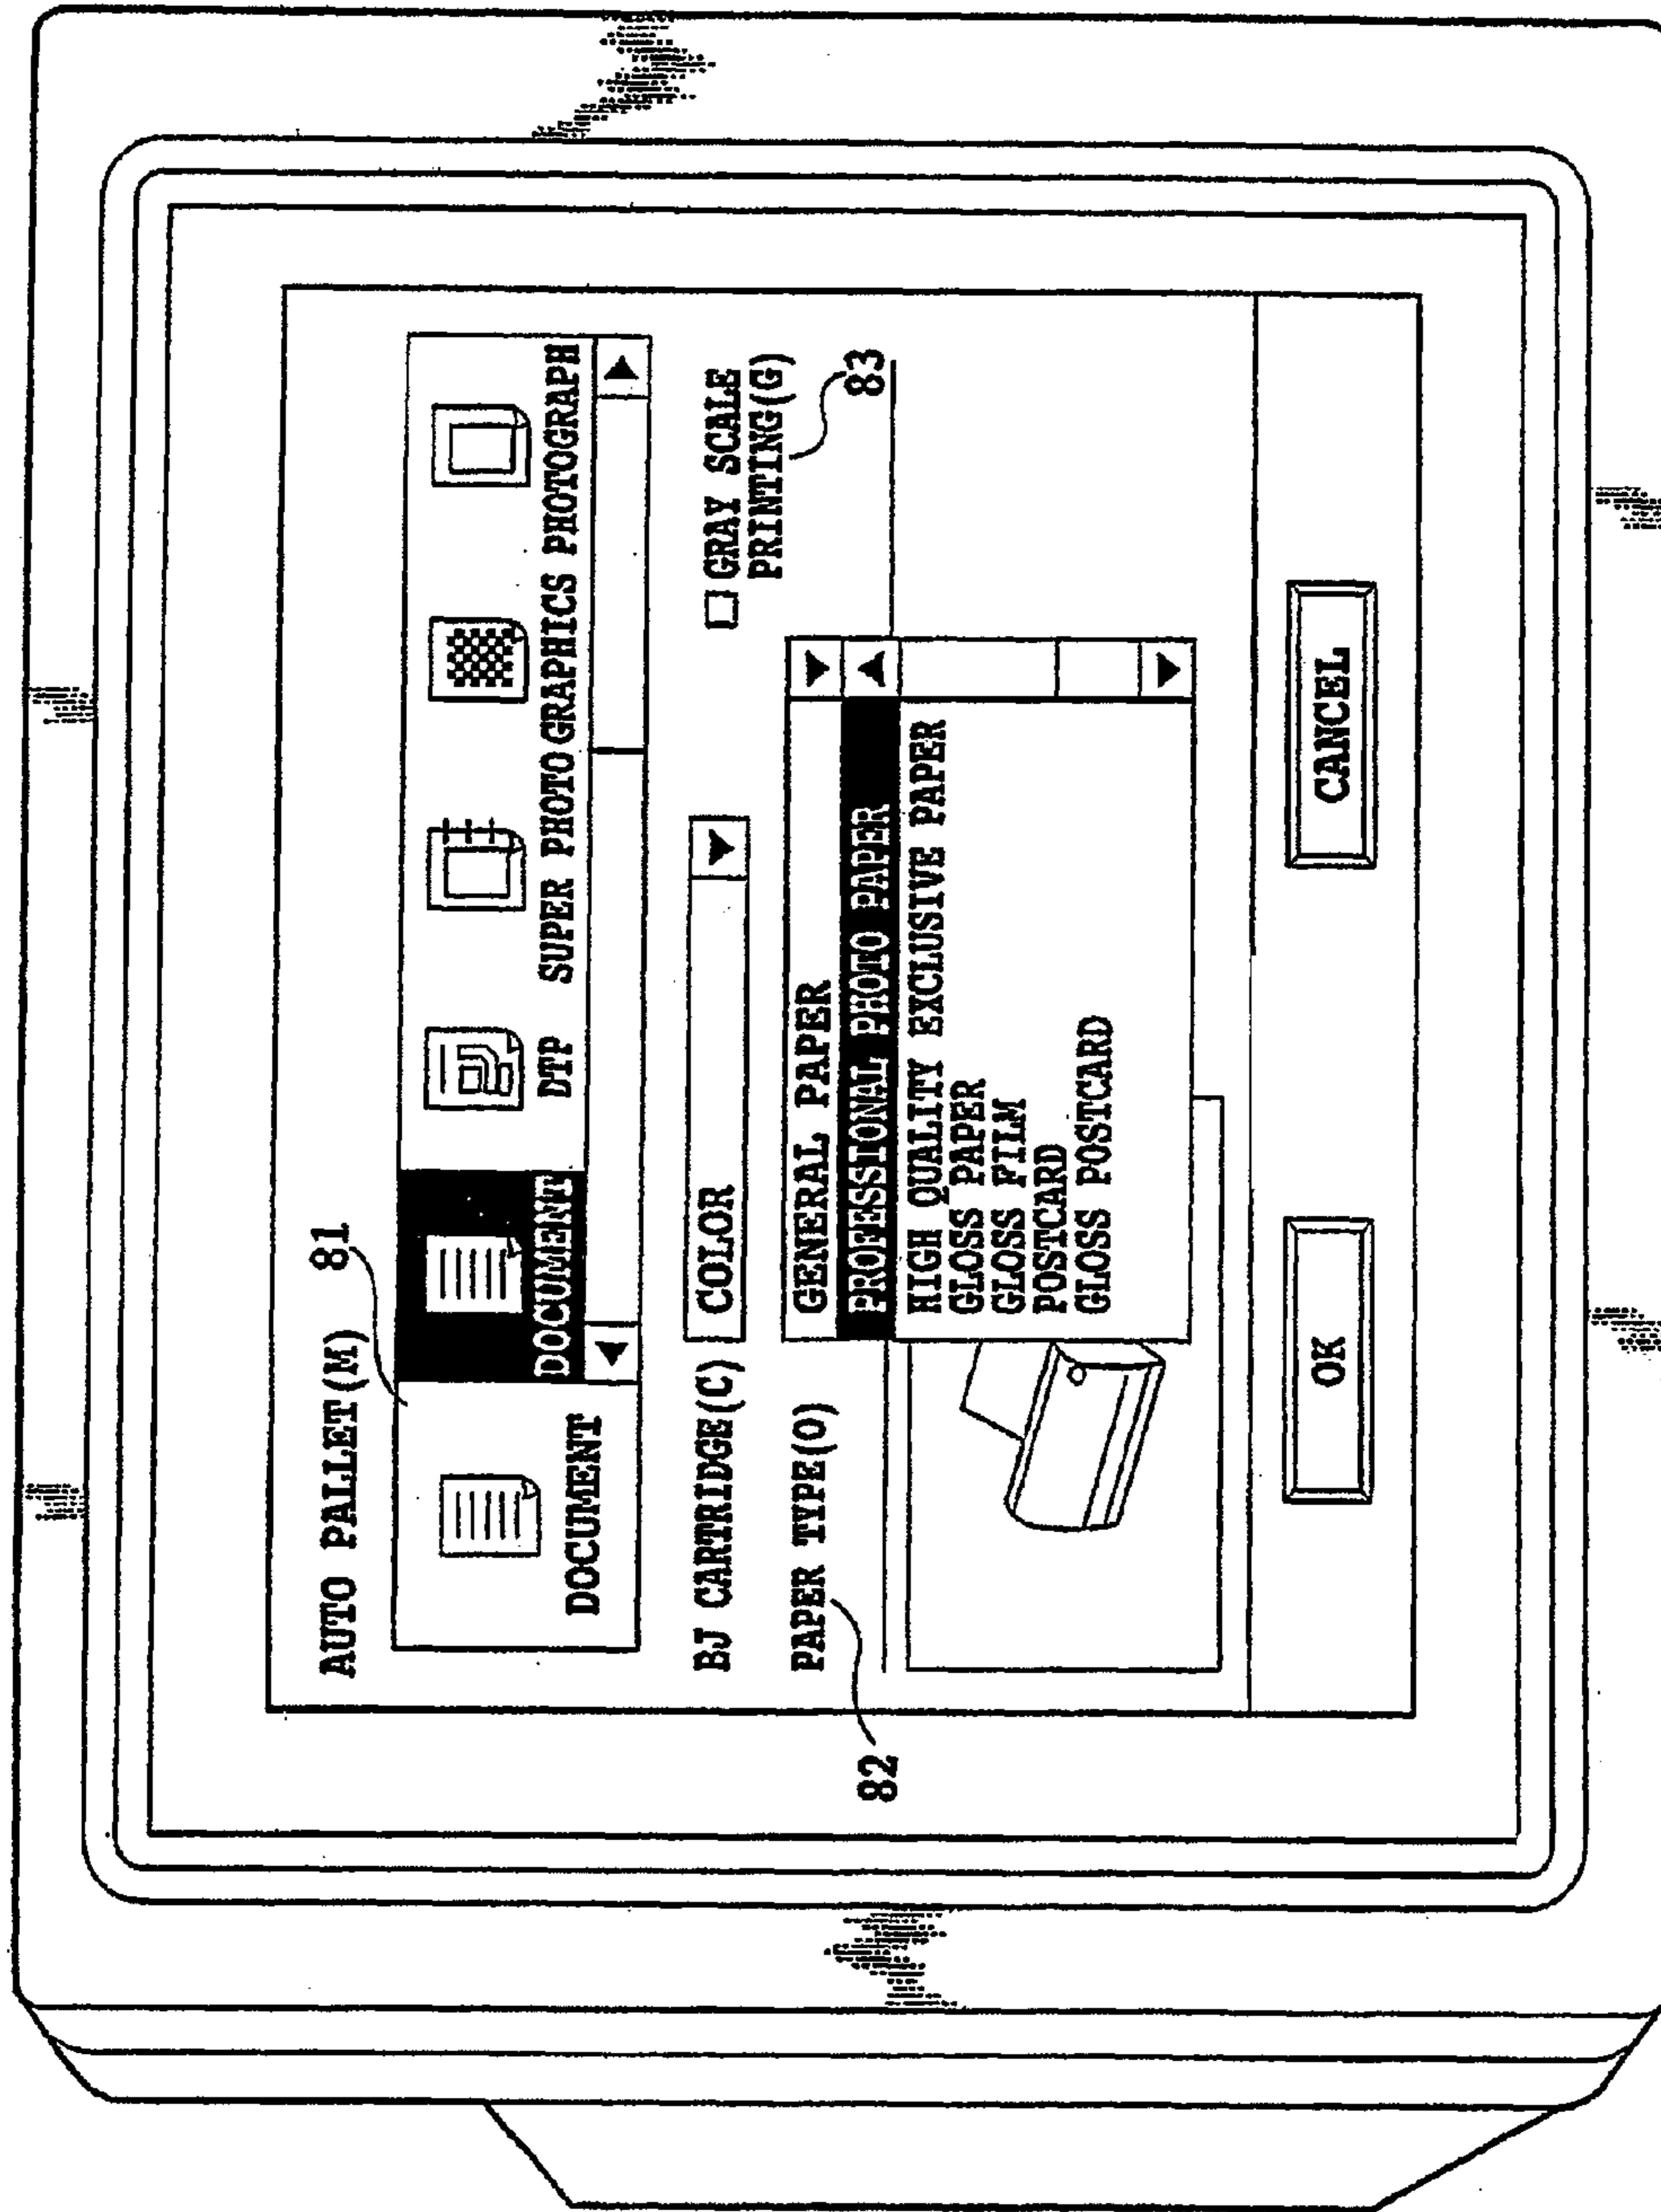 AUTO PALLET(M)
81
DOCUMENT
DOCUMENT
DTP
SUPER PHOTO
GRAPHICS
PHOTOGRAPH
BJ CARTRIDGE(C)
COLOR
GRAY SCALE
PRINTING(G)
83
PAPER TYPE(O)
82
GENERAL PAPER
PROFESSIONAL PHOTO PAPER
HIGH QUALITY EXCLUSIVE PAPER
GLOSS PAPER
GLOSS FILM
POSTCARD
GLOSS POSTCARD
OK
CANCEL